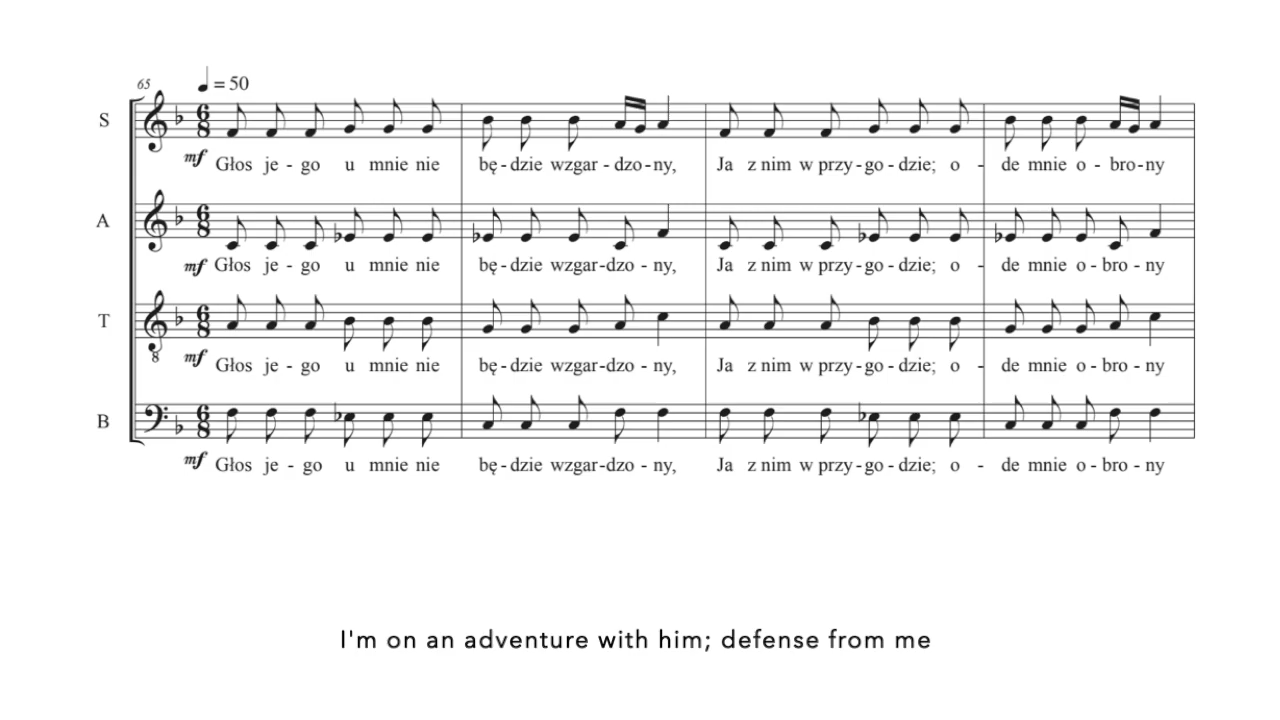 65
♩ = 50
S
mf Głos je - go u mnie nie bę - dzie wzgar - dzo - ny, Ja z nim w przy - go - dzie; o - de mnie o - bro - ny
A
mf Głos je - go u mnie nie bę - dzie wzgar - dzo - ny, Ja z nim w przy - go - dzie; o - de mnie o - bro - ny
T
8
mf Głos je - go u mnie nie bę - dzie wzgar - dzo - ny, Ja z nim w przy - go - dzie; o - de mnie o - bro - ny
B
mf Głos je - go u mnie nie bę - dzie wzgar - dzo - ny, Ja z nim w przy - go - dzie; o - de mnie o - bro - ny
I'm on an adventure with him; defense from me